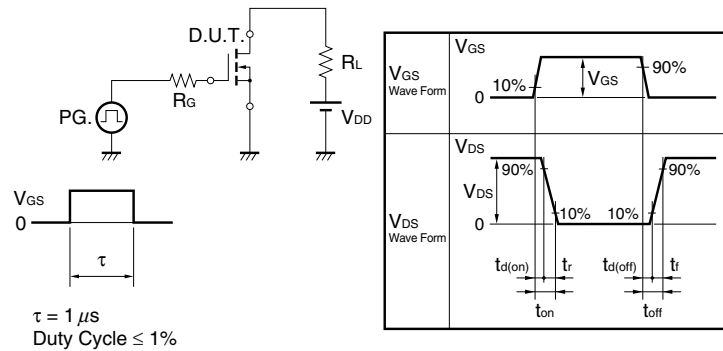 D.U.T.
RL
RG
PG.
VDD
VGS
0
τ
τ = 1 μs
Duty Cycle ≤ 1%
VGS
Wave Form
VGS
10%
VGS
90%
0
VDS
Wave Form
VDS
90%
VDS
10%
10%
90%
0
td(on)
tr
td(off)
tf
ton
toff